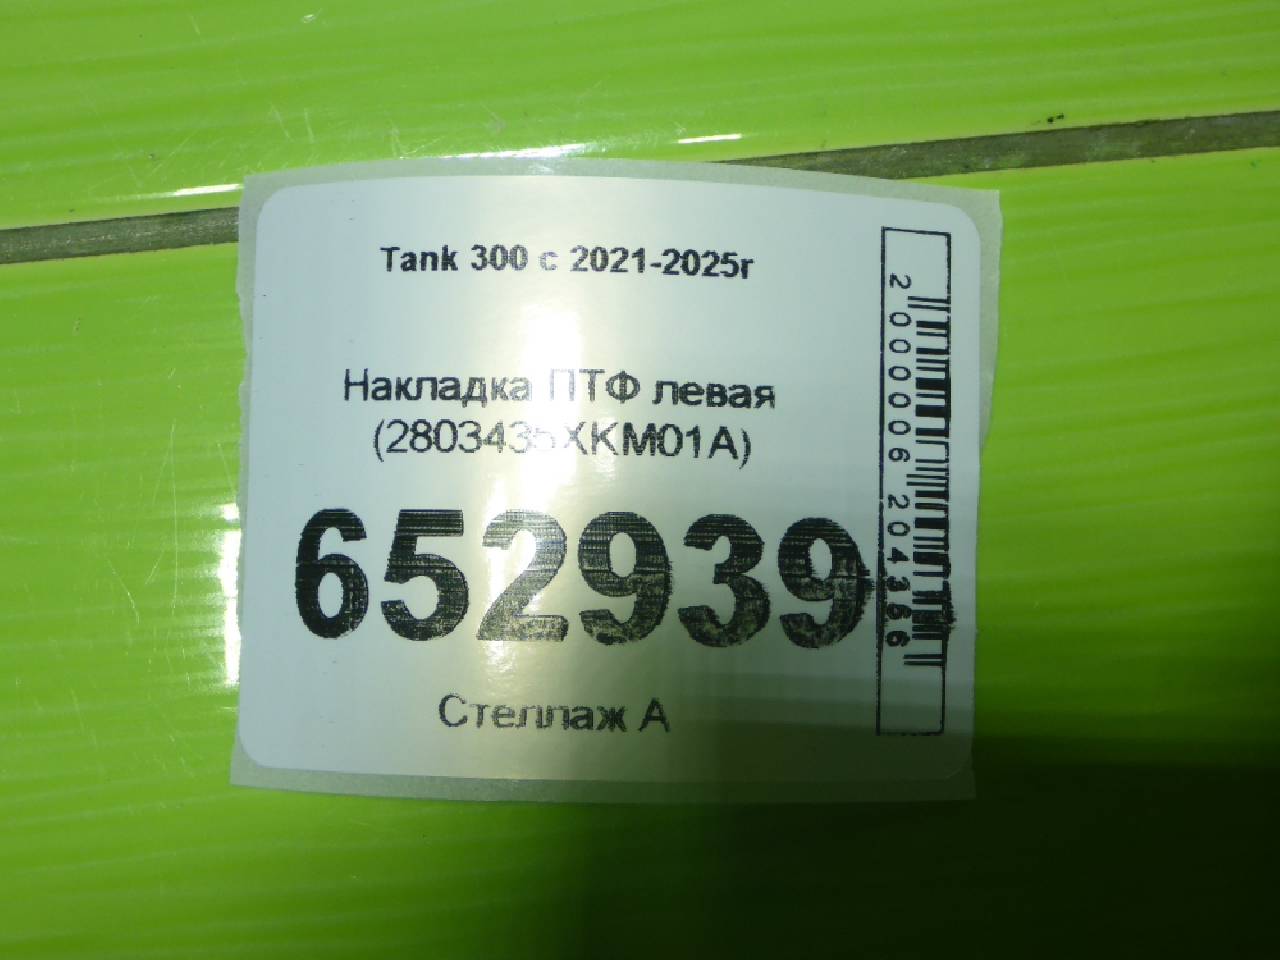 Tank 300 с 2021-2025г
Накладка ПТФ левая
(2803435XKM01A)
652939
Стеллаж А
2000006204366